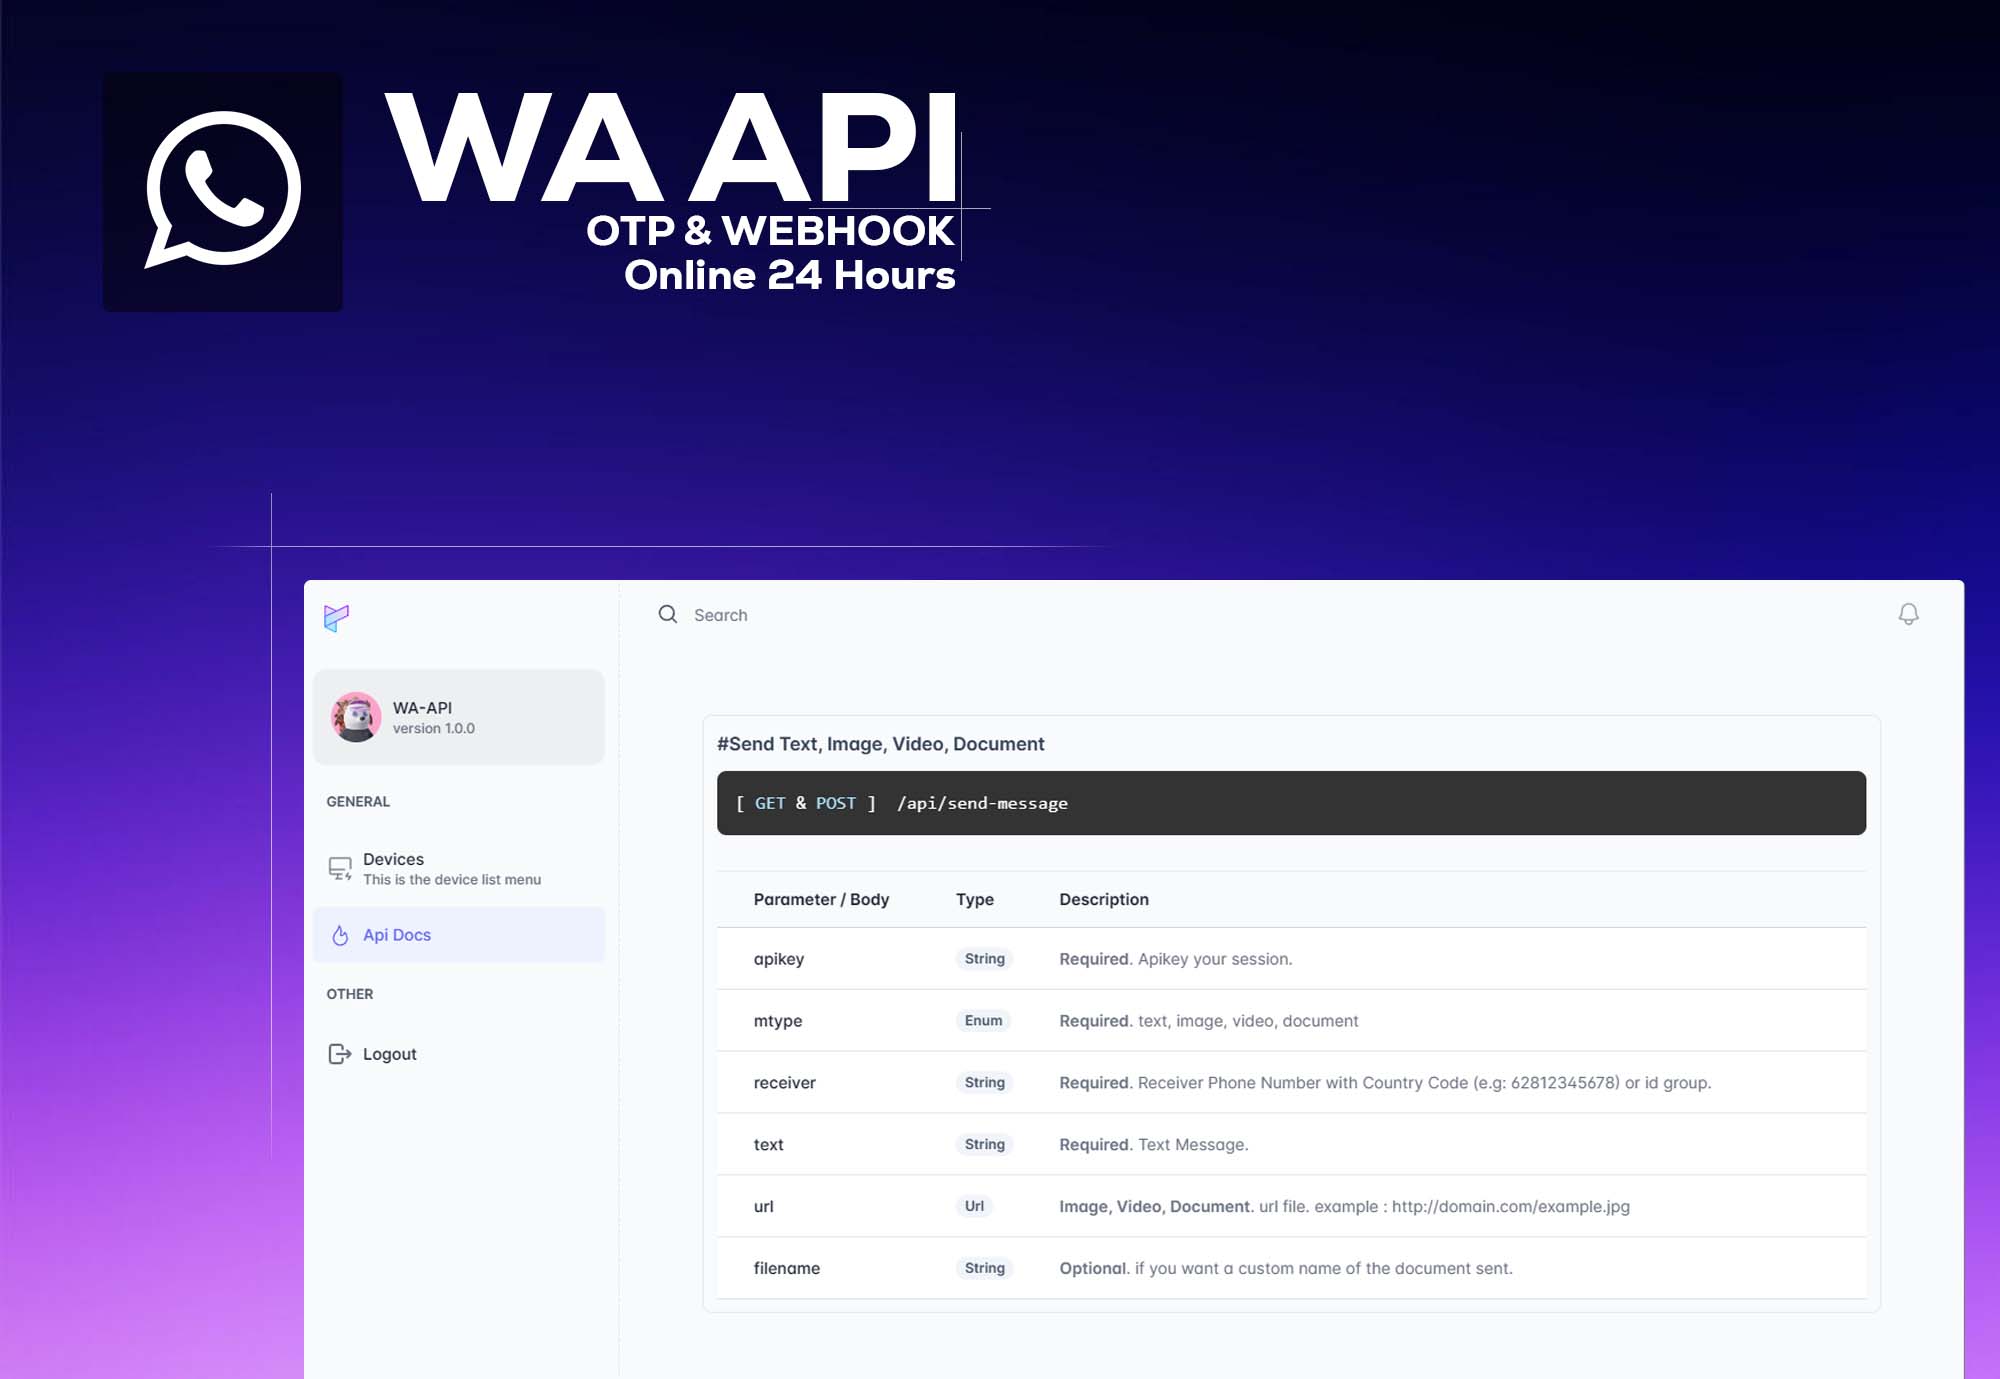 WA API
OTP & WEBHOOK
Online 24 Hours
Search
WA-API
version 1.0.0
GENERAL
Devices
This is the device list menu
Api Docs
OTHER
Logout
#Send Text, Image, Video, Document
[ GET & POST ] /api/send-message
Parameter / Body Type Description
apikey String Required. Apikey your session.
mtype Enum Required. text, image, video, document
receiver String Required. Receiver Phone Number with Country Code (e.g: 62812345678) or id group.
text String Required. Text Message.
url Url Image, Video, Document. url file. example : http://domain.com/example.jpg
filename String Optional. if you want a custom name of the document sent.